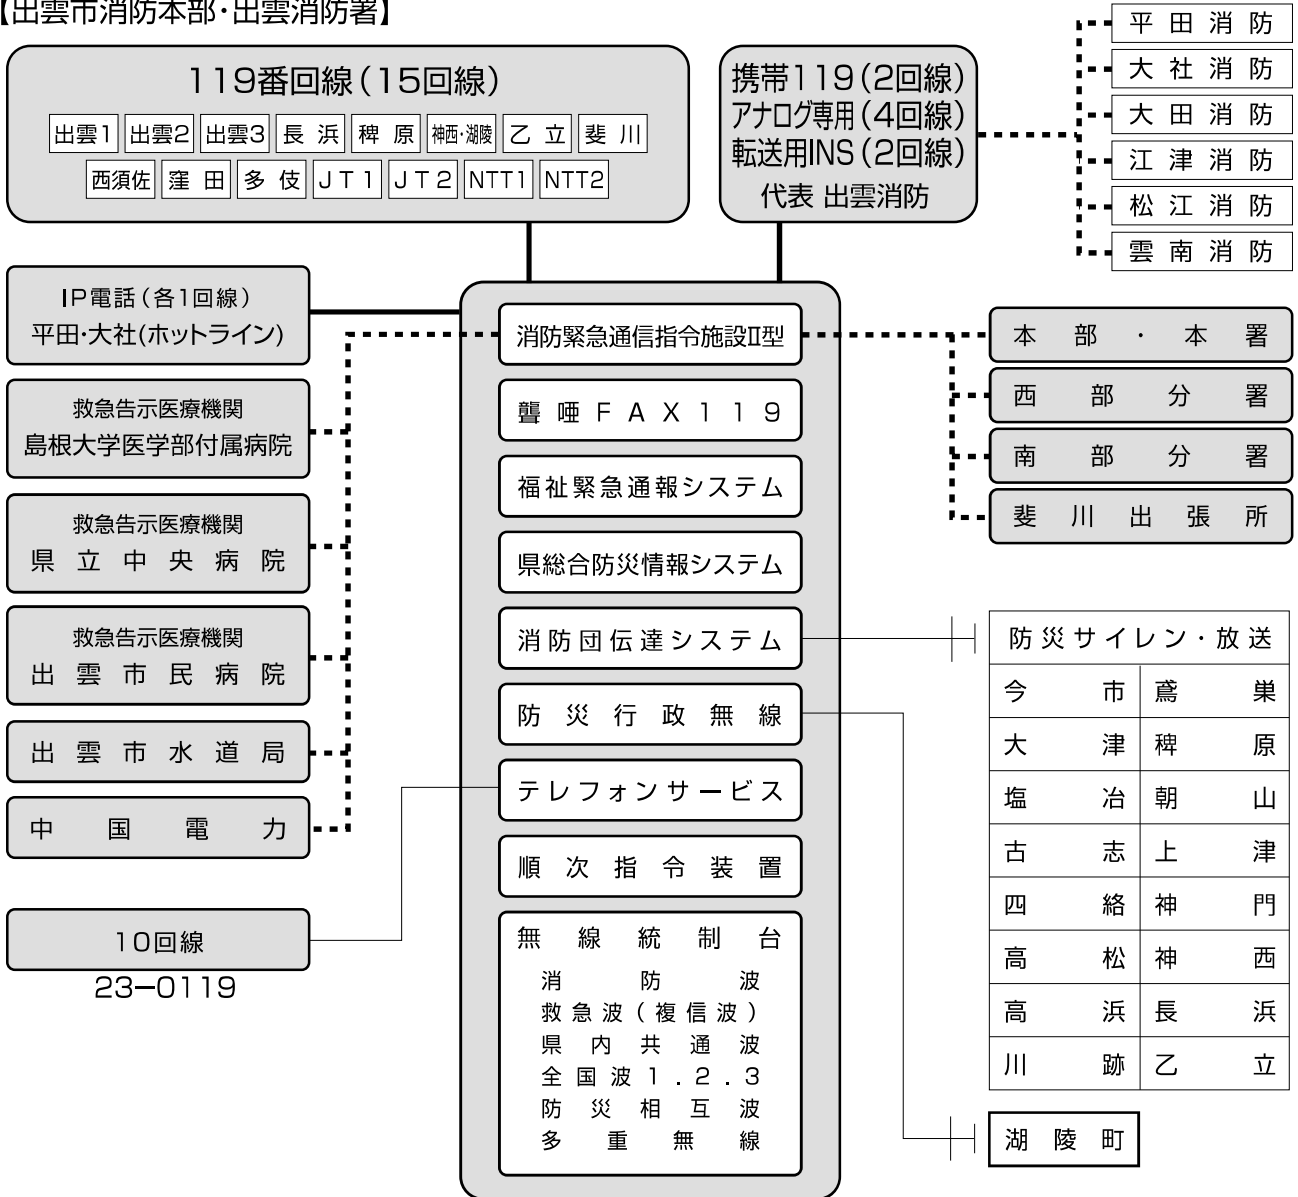 【出雲市消防本部・出雲消防署】
119番回線（15回線）
出雲1 出雲2 出雲3 長浜 稗原 神西・湖陵 乙立 斐川
西須佐 窪田 多伎 JT1 JT2 NTT1 NTT2
携帯119（2回線）
アナログ専用（4回線）
転送用INS（2回線）
代表 出雲消防
平田消防
大社消防
大田消防
江津消防
松江消防
雲南消防
IP電話（各1回線）
平田・大社(ホットライン)
救急告示医療機関
島根大学医学部付属病院
救急告示医療機関
県立中央病院
救急告示医療機関
出雲市民病院
出雲市水道局
中国電力
10回線
23−0119
消防緊急通信指令施設Ⅱ型
聾唖FAX119
福祉緊急通報システム
県総合防災情報システム
消防団伝達システム
防災行政無線
テレフォンサービス
順次指令装置
無線統制台
消防波
救急波（複信波）
県内共通波
全国波1.2.3
防災相互波
多重無線
本部・本署
西部分署
南部分署
斐川出張所
防災サイレン・放送
今市 鳶巣
大津 稗原
塩冶 朝山
古志 上津
四絡 神門
高松 神西
高浜 長浜
川跡 乙立
湖陵町